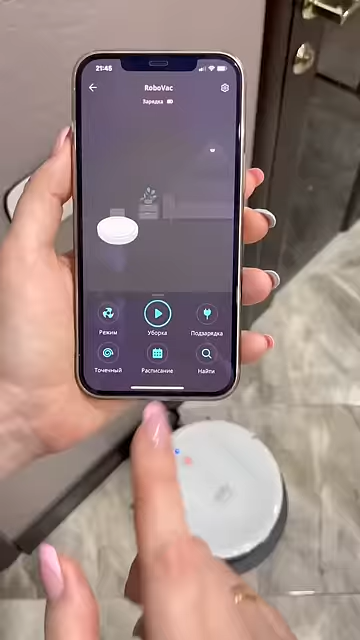 21:45
RoboVac
Зарядка
Режим
Уборка
Подзарядка
Точечный
Расписание
Найти